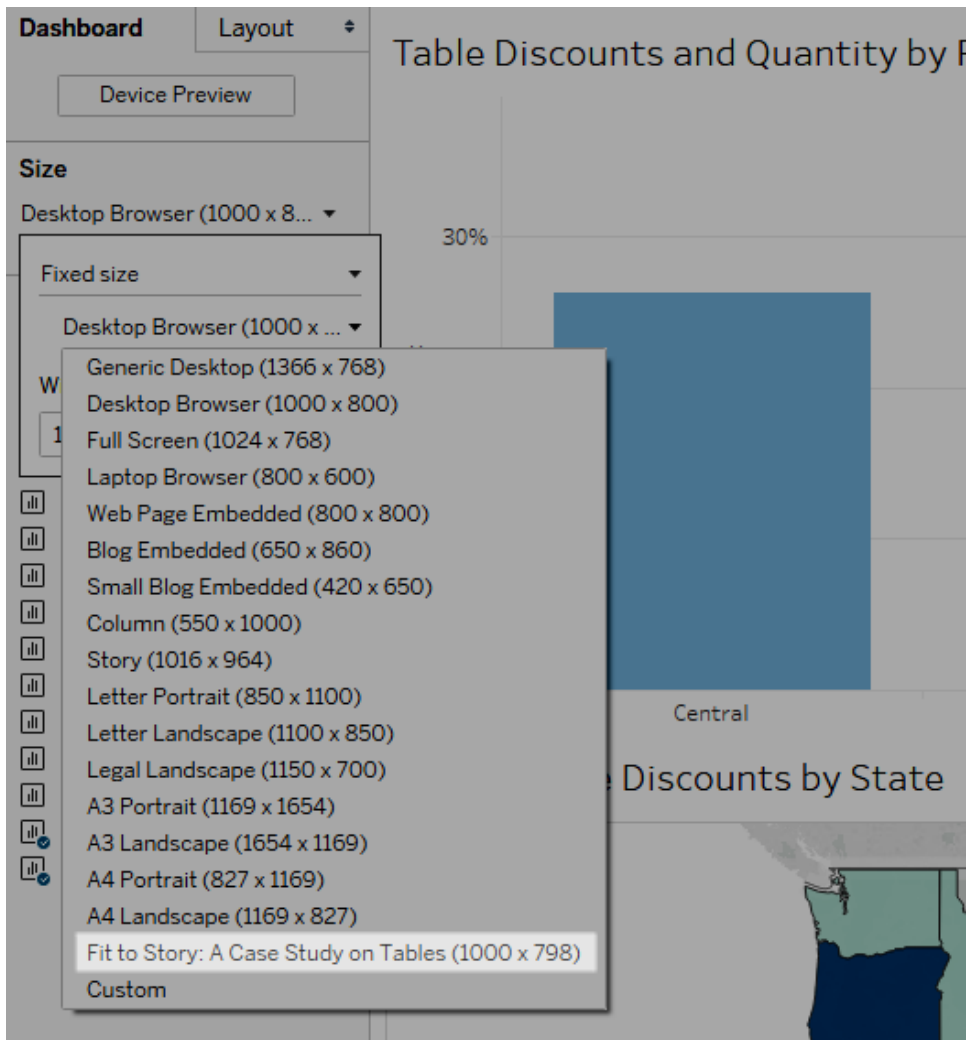 Dashboard
Layout
Device Preview
Size
Desktop Browser (1000 x 8...
Fixed size
Desktop Browser (1000 x ...
Generic Desktop (1366 x 768)
Desktop Browser (1000 x 800)
Full Screen (1024 x 768)
Laptop Browser (800 x 600)
Web Page Embedded (800 x 800)
Blog Embedded (650 x 860)
Small Blog Embedded (420 x 650)
Column (550 x 1000)
Story (1016 x 964)
Letter Portrait (850 x 1100)
Letter Landscape (1100 x 850)
Legal Landscape (1150 x 700)
A3 Portrait (1169 x 1654)
A3 Landscape (1654 x 1169)
A4 Portrait (827 x 1169)
A4 Landscape (1169 x 827)
Fit to Story: A Case Study on Tables (1000 x 798)
Custom
Table Discounts and Quantity by
30%
Central
Discounts by State